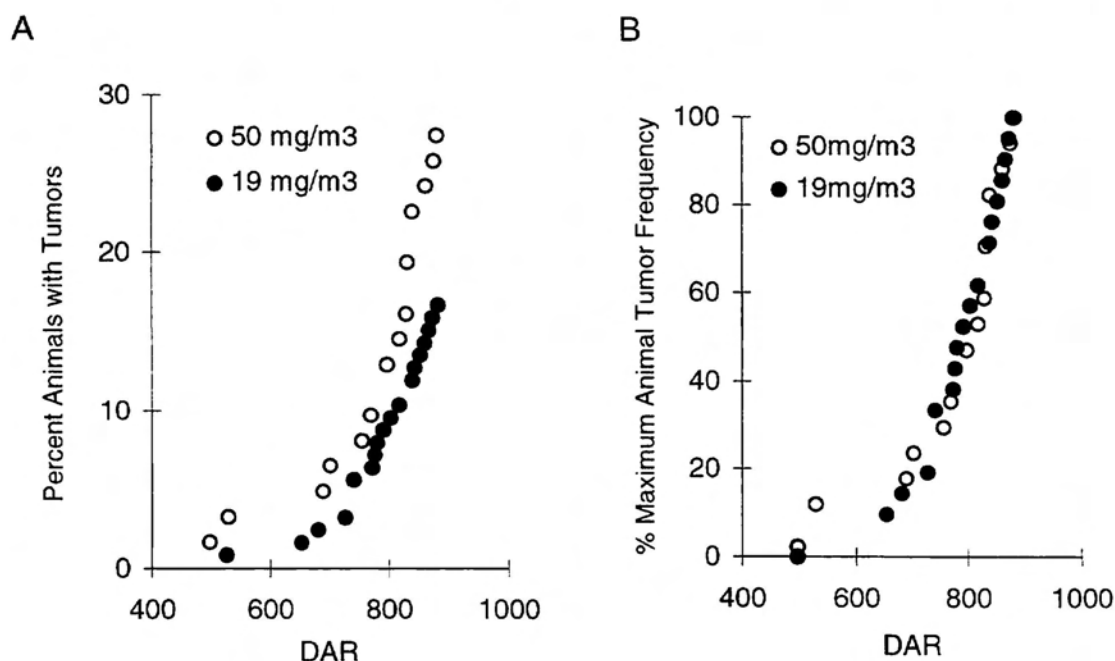 A
Percent Animals with Tumors
30
20
10
0
50 mg/m3
19 mg/m3
400
600
800
1000
DAR
B
% Maximum Animal Tumor Frequency
100
80
60
40
20
0
50mg/m3
19mg/m3
400
600
800
1000
DAR